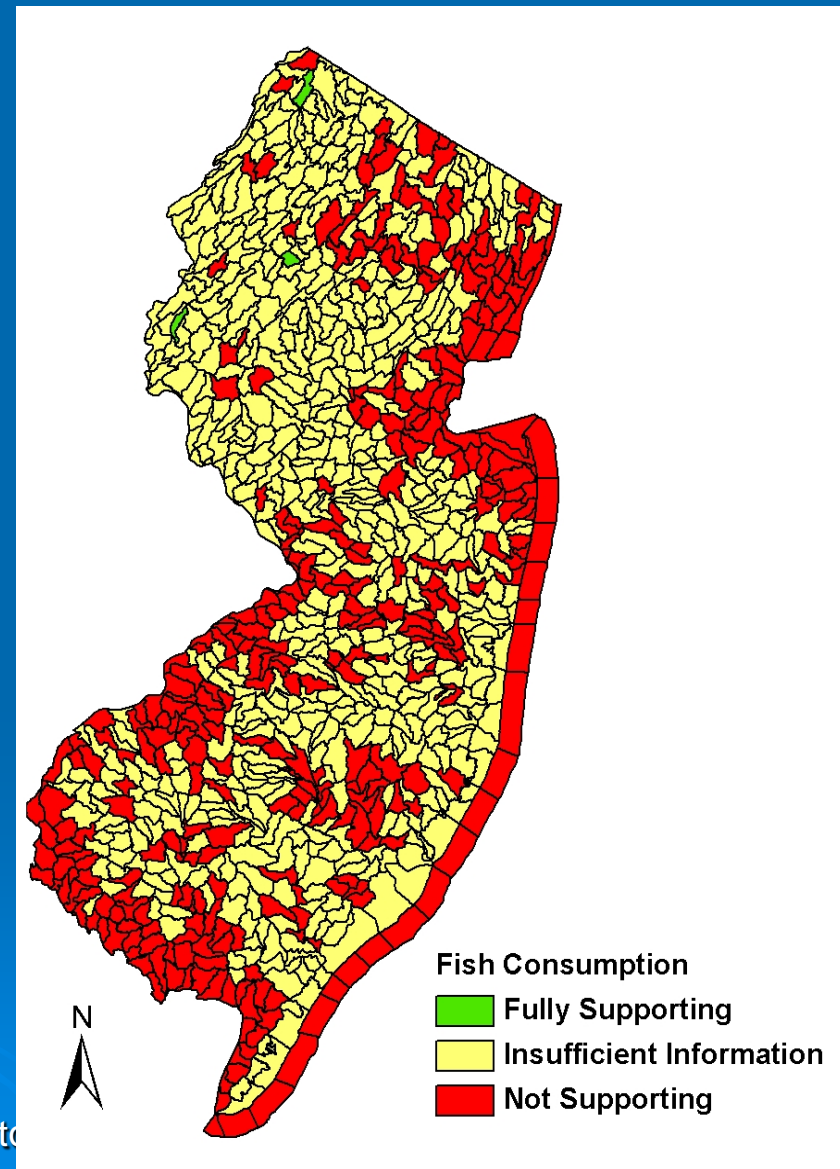 Fish Consumption
Fully Supporting
Insufficient Information
Not Supporting
N